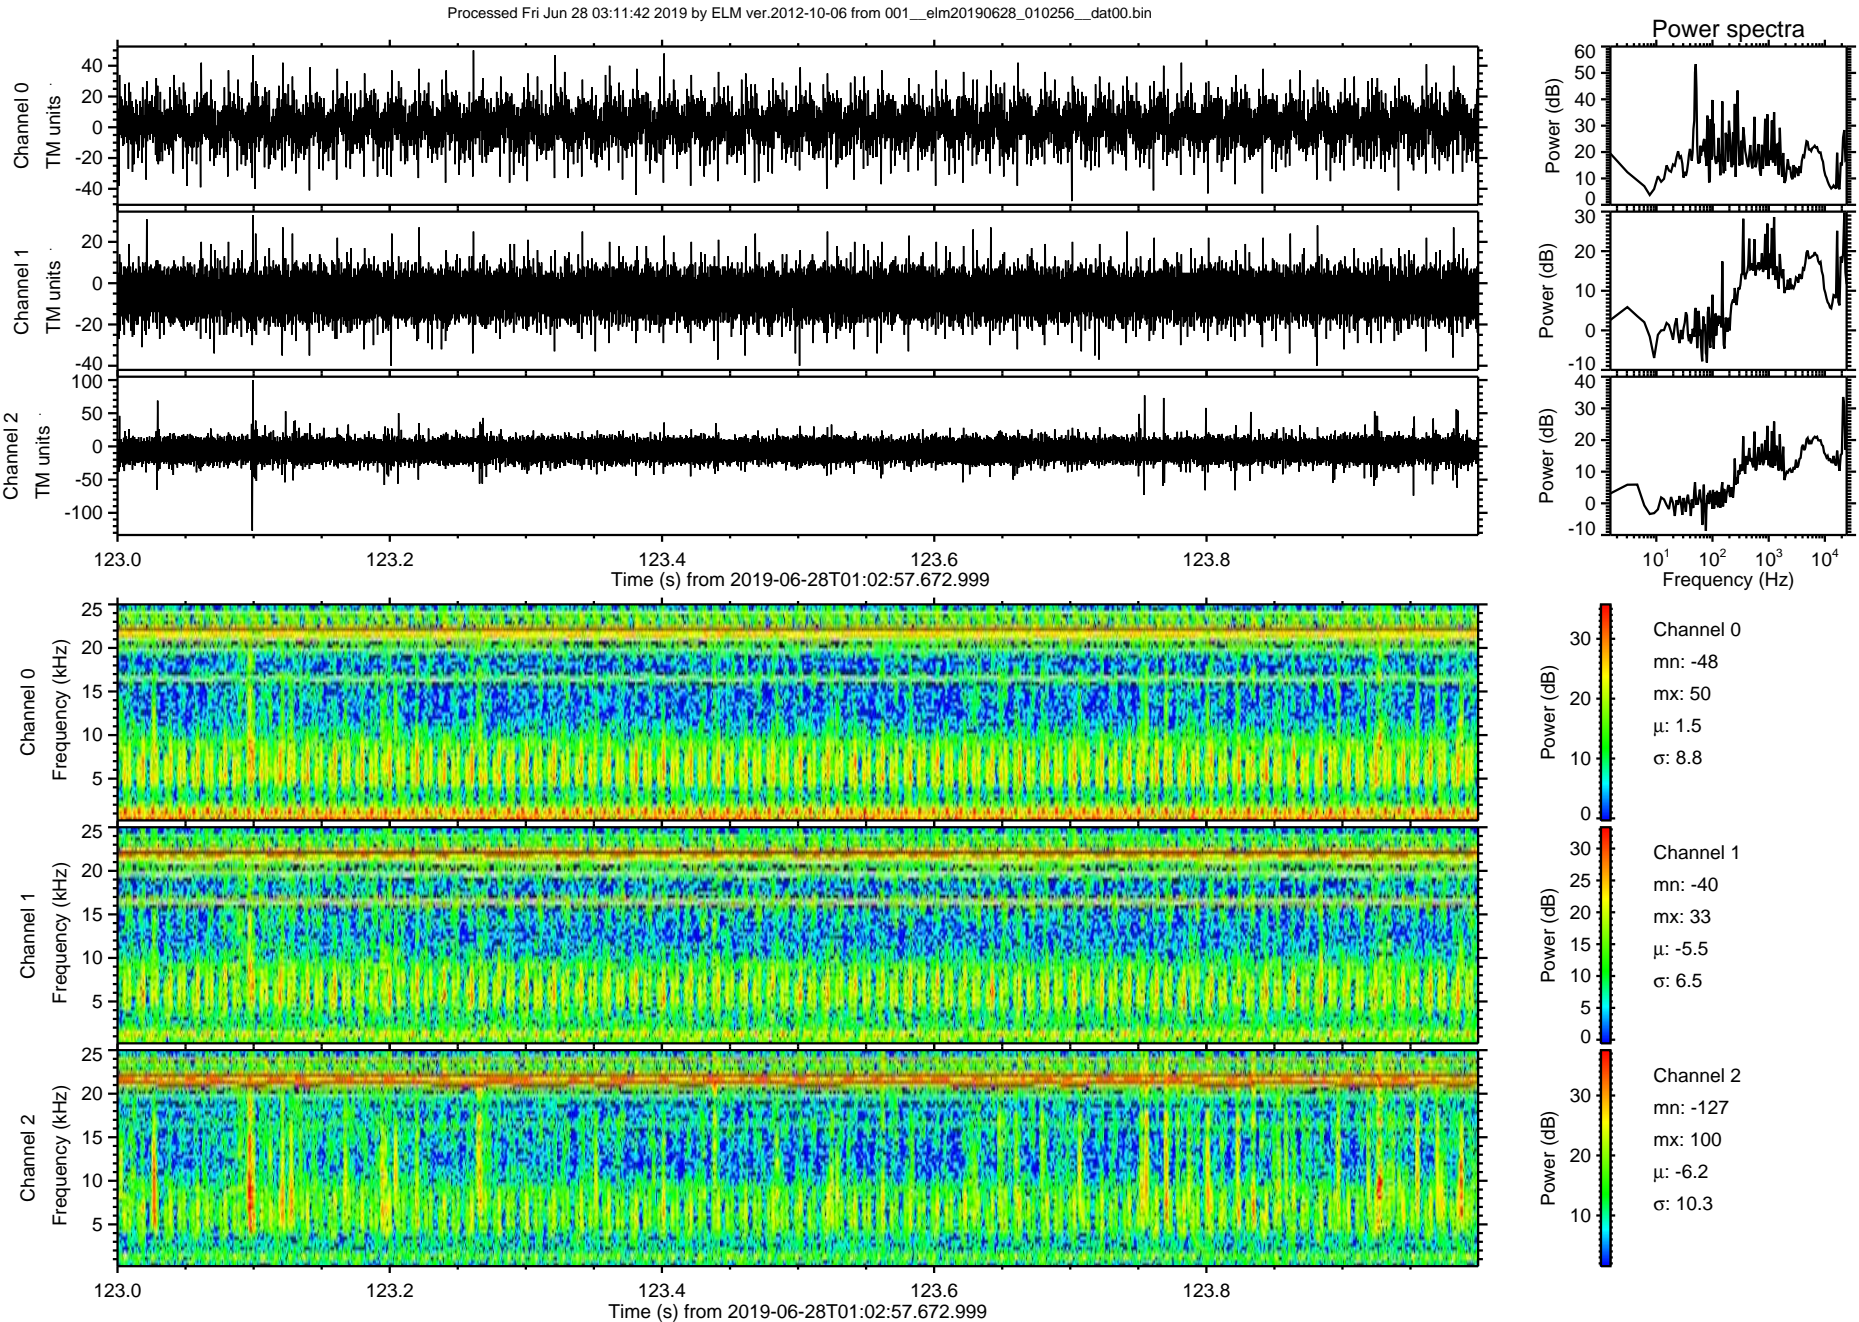 Processed Fri Jun 28 03:11:42 2019 by ELM ver.2012-10-06 from 001__elm20190628_010256__dat00.bin
Power spectra
Channel 0
TM units
40
20
0
-20
-40
Power (dB)
60
50
40
30
20
10
0
Channel 1
TM units
20
0
-20
-40
Power (dB)
30
20
10
0
-10
Channel 2
TM units
100
50
0
-50
-100
Power (dB)
40
30
20
10
0
-10
123.0 123.2 123.4 123.6 123.8
Time (s) from 2019-06-28T01:02:57.672.999
10¹ 10² 10³ 10⁴
Frequency (Hz)
Channel 0
Frequency (kHz)
25
20
15
10
5
Power (dB)
30
20
10
0
Channel 0
mn: -48
mx: 50
μ: 1.5
σ: 8.8
Channel 1
Frequency (kHz)
25
20
15
10
5
Power (dB)
30
25
20
15
10
5
0
Channel 1
mn: -40
mx: 33
μ: -5.5
σ: 6.5
Channel 2
Frequency (kHz)
25
20
15
10
5
Power (dB)
30
20
10
Channel 2
mn: -127
mx: 100
μ: -6.2
σ: 10.3
123.0 123.2 123.4 123.6 123.8
Time (s) from 2019-06-28T01:02:57.672.999